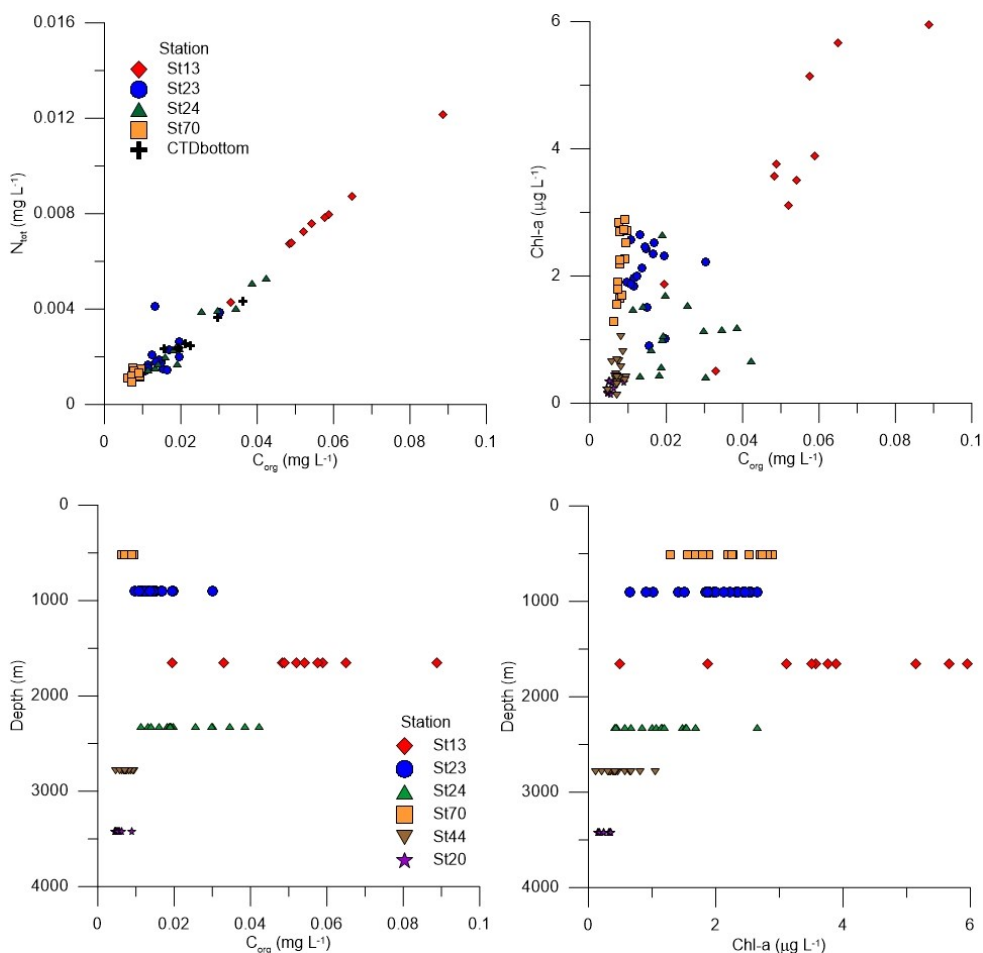 0.016
0.012
0.008
0.004
0
N_tot (mg L⁻¹)
Station
St13
St23
St24
St70
CTDbottom
0 0.02 0.04 0.06 0.08 0.1
C_org (mg L⁻¹)
6
4
2
0
Chl-a (µg L⁻¹)
0 0.02 0.04 0.06 0.08 0.1
C_org (mg L⁻¹)
0
1000
2000
3000
4000
Depth (m)
Station
St13
St23
St24
St70
St44
St20
0 0.02 0.04 0.06 0.08 0.1
C_org (mg L⁻¹)
0
1000
2000
3000
4000
Depth (m)
0 2 4 6
Chl-a (µg L⁻¹)